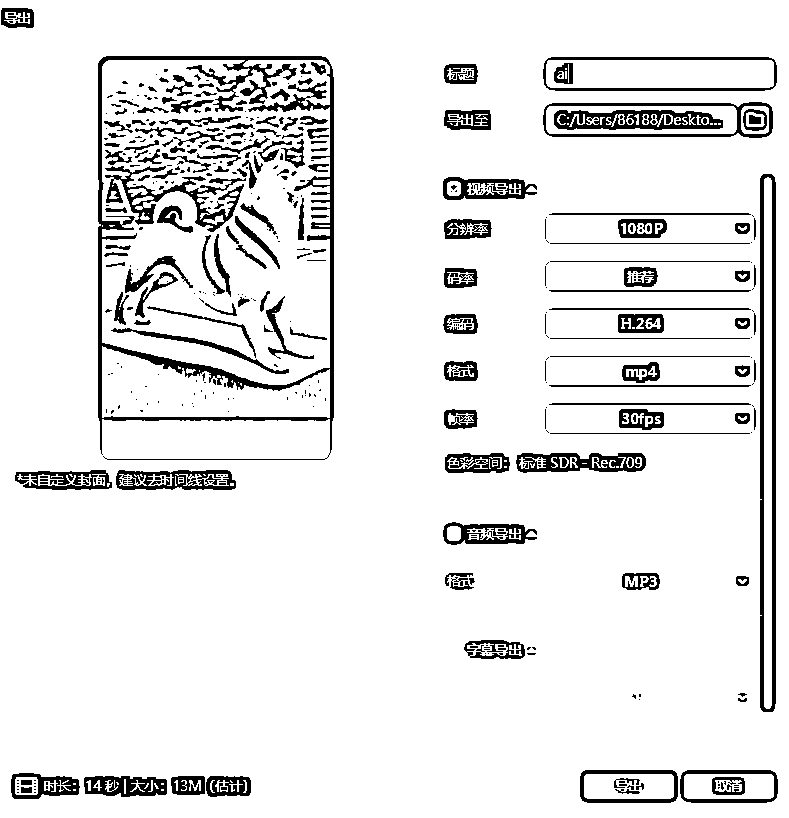 导出
标题 ai
导出至 C:/Users/86188/Deskto...
A
视频导出
分辨率 1080P
码率 推荐
编码 H.264
格式 mp4
帧率 30fps
色彩空间： 标准 SDR - Rec.709
*未自定义封面，建议去时间线设置。
音频导出
格式 MP3
字幕导出
时长： 14 秒 | 大小： 13M (估计)
导出 取消